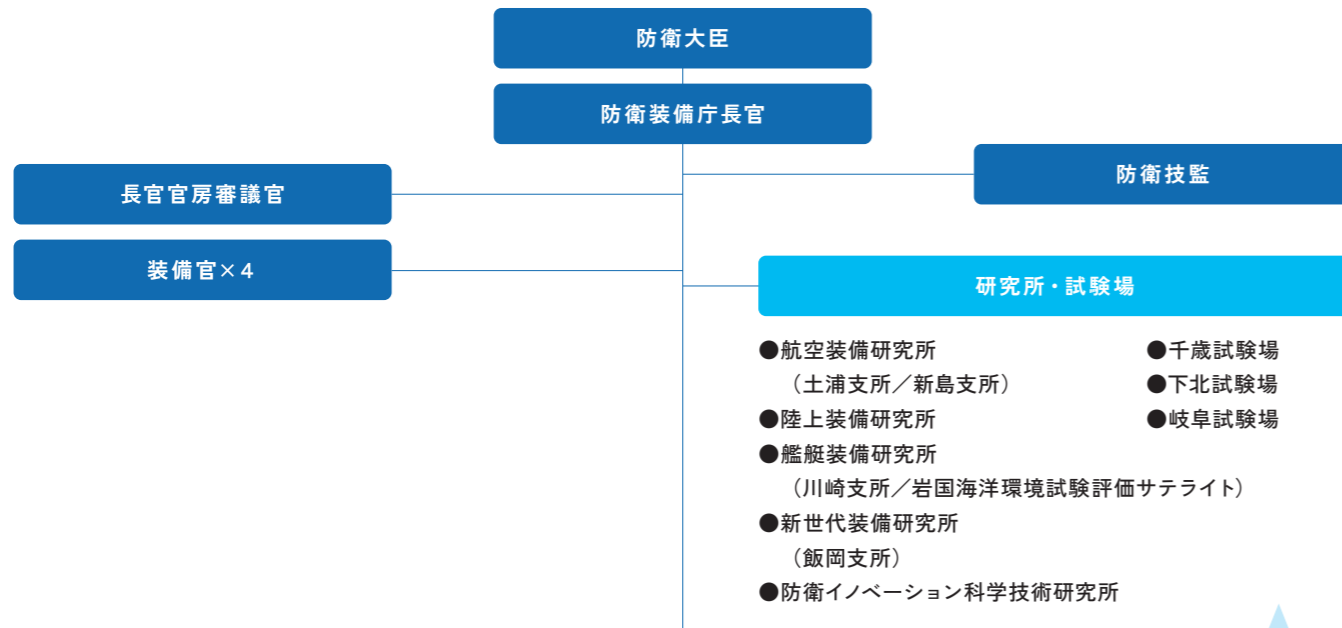 防衛大臣
防衛装備庁長官
防衛技監
長官官房審議官
装備官×4
研究所・試験場
●航空装備研究所
（土浦支所／新島支所）
●陸上装備研究所
●艦艇装備研究所
（川崎支所／岩国海洋環境試験評価サテライト）
●新世代装備研究所
（飯岡支所）
●防衛イノベーション科学技術研究所
●千歳試験場
●下北試験場
●岐阜試験場